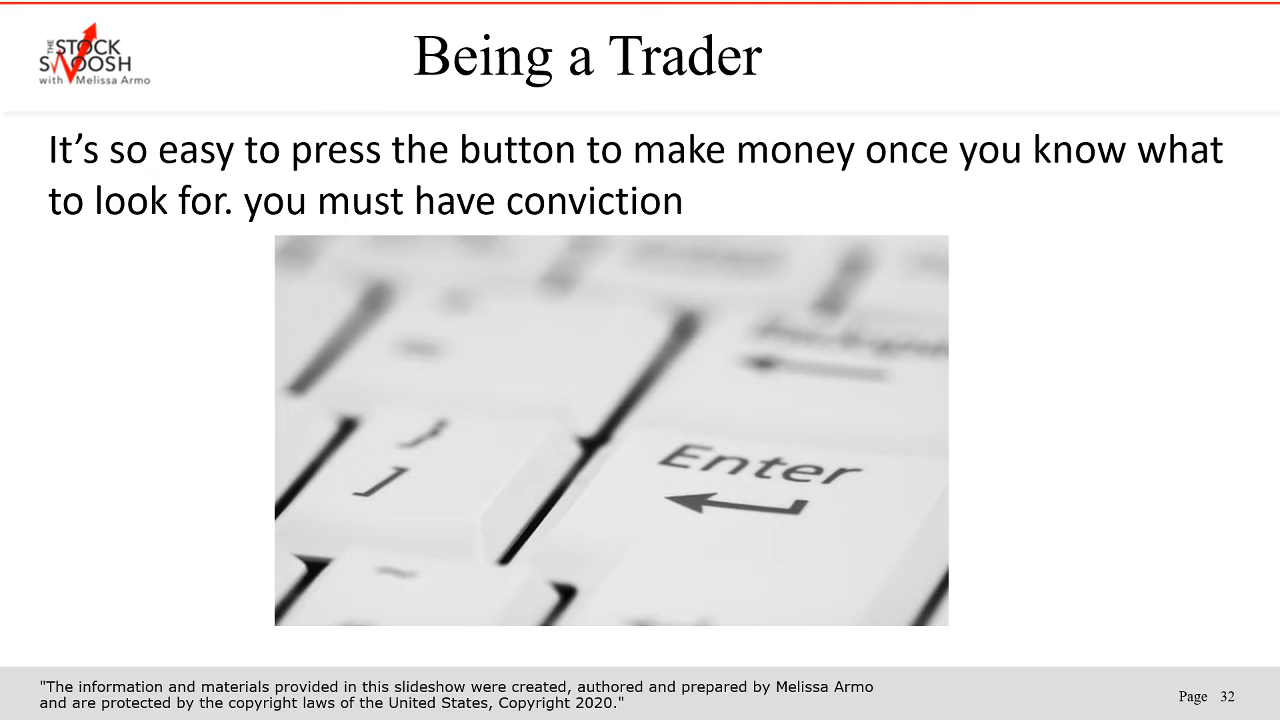 THE
STOCK
SWOOSH
with Melissa Armo
Being a Trader
It’s so easy to press the button to make money once you know what
to look for. you must have conviction
}
]
Enter
~
"The information and materials provided in this slideshow were created, authored and prepared by Melissa Armo
and are protected by the copyright laws of the United States, Copyright 2020."
Page 32